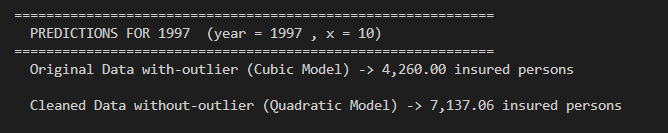 ============================================================
PREDICTIONS FOR 1997  (year = 1997 , x = 10)
============================================================
Original Data with-outlier (Cubic Model) -> 4,260.00 insured persons
Cleaned Data without-outlier (Quadratic Model) -> 7,137.06 insured persons